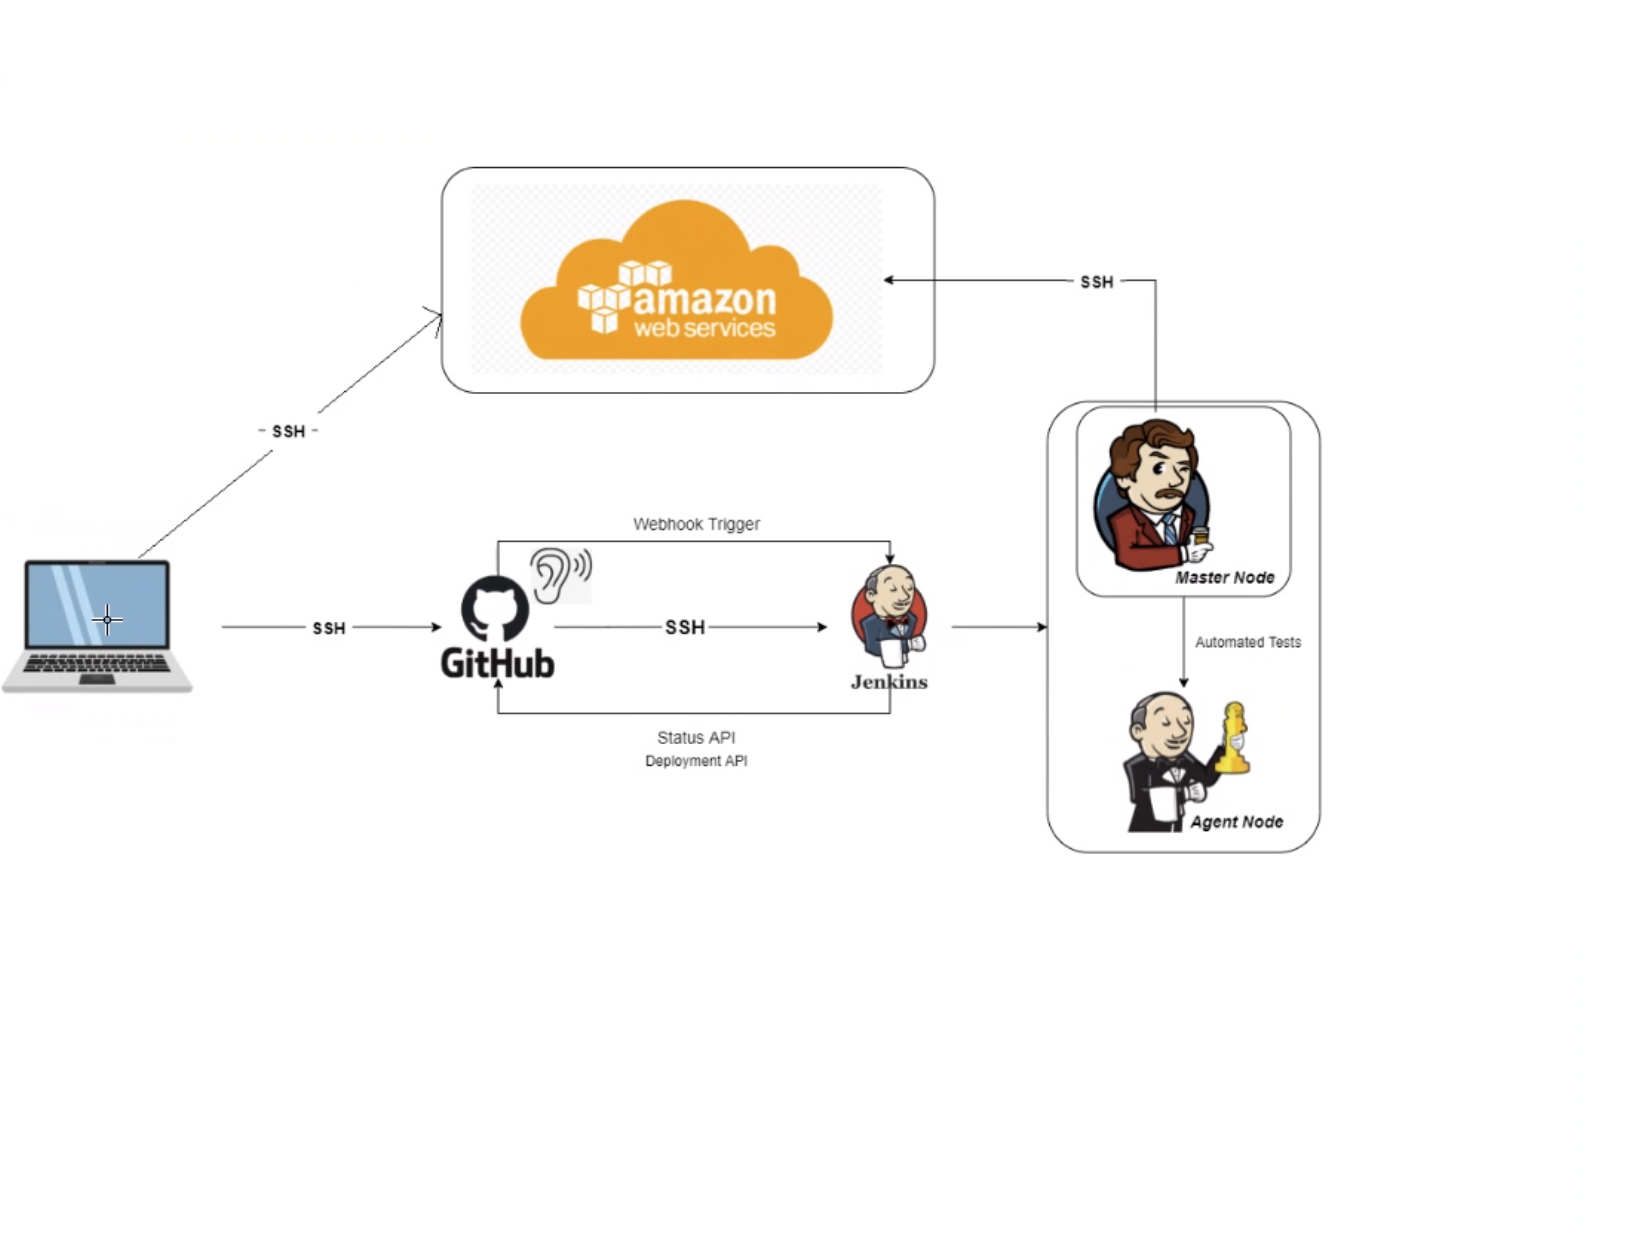 amazon
web services
SSH
SSH
Webhook Trigger
Master Node
SSH
GitHub
SSH
Jenkins
Automated Tests
Status API
Deployment API
Agent Node